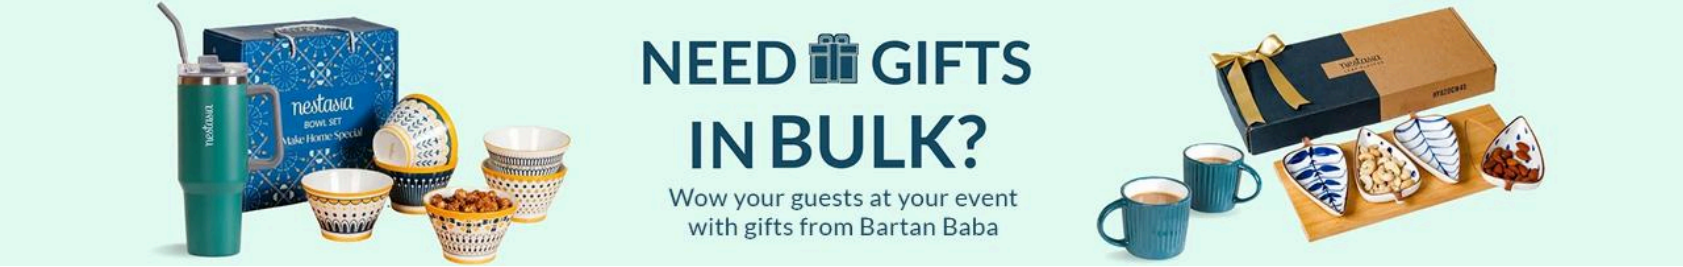 nestasia
nestasia
BOWL SET
Make Home Special
NEED GIFTS
IN BULK?
Wow your guests at your event
with gifts from Bartan Baba
nestasia